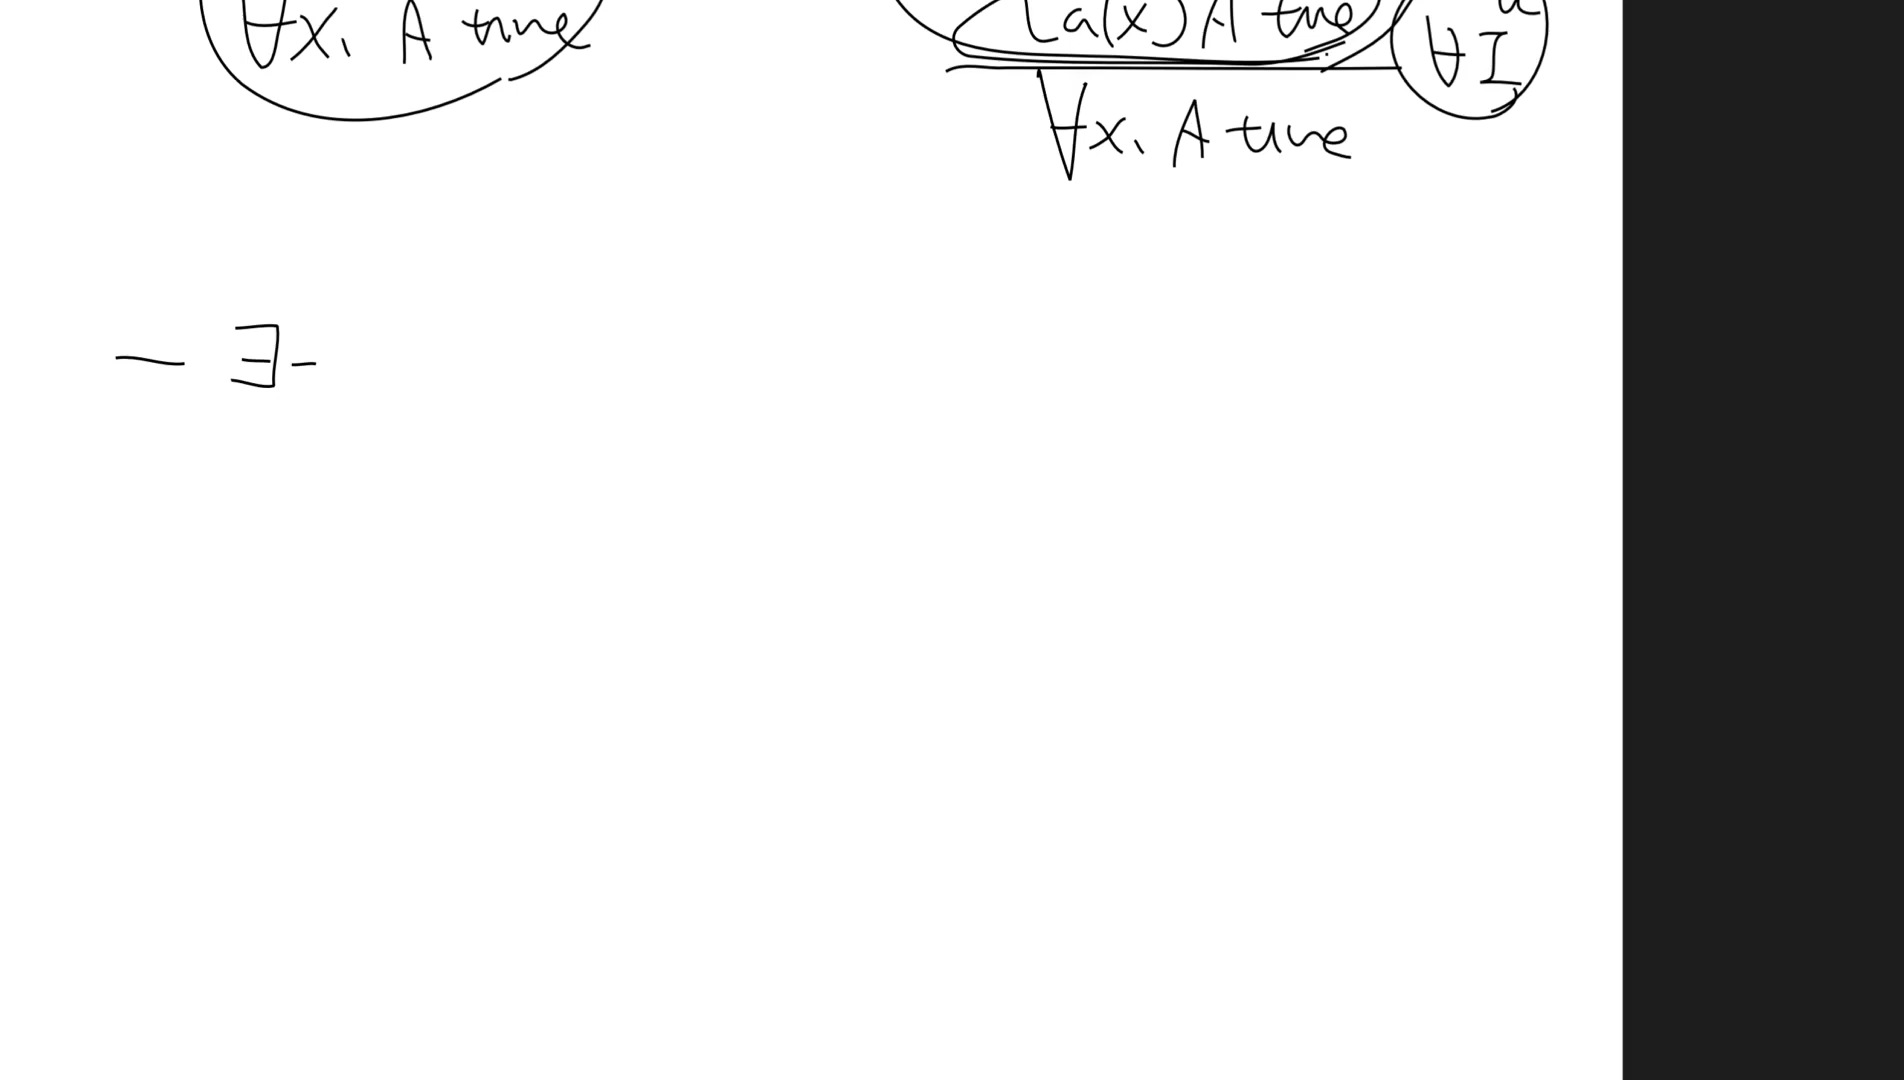 ∀x. A true
[a(x)] A true
∀I
u
∀x. A true
— ∃-